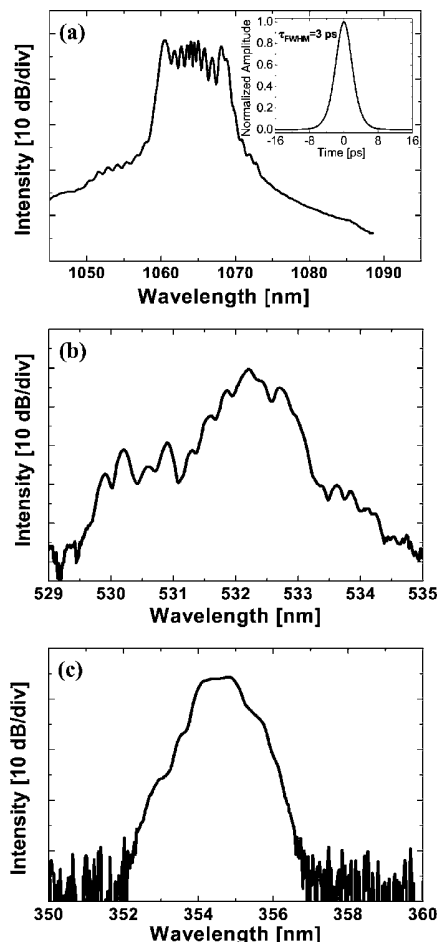 (a)
τFWHM=3 ps
Normalized Amplitude
1.0
0.8
0.6
0.4
0.2
0.0
-16 -8 0 8 16
Time [ps]
Intensity [10 dB/div]
1050 1060 1070 1080 1090
Wavelength [nm]
(b)
Intensity [10 dB/div]
529 530 531 532 533 534 535
Wavelength [nm]
(c)
Intensity [10 dB/div]
350 352 354 356 358 360
Wavelength [nm]